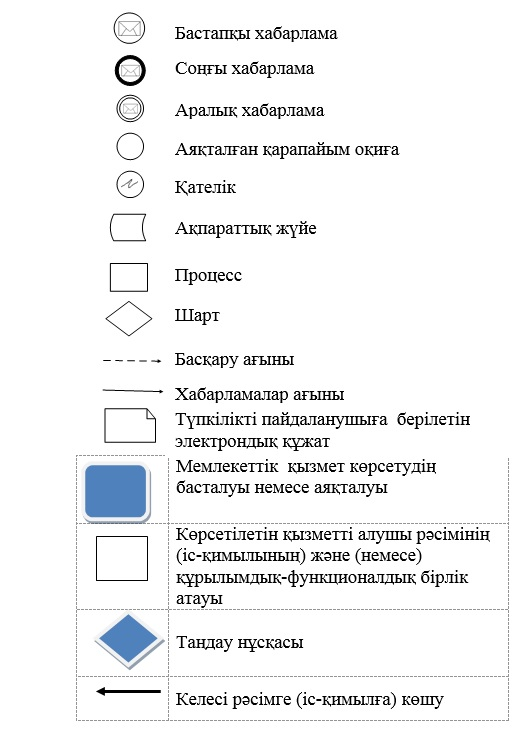 Бастапқы хабарлама
Соңғы хабарлама
Аралық хабарлама
Аяқталған қарапайым оқиға
Қателік
Ақпараттық жүйе
Процесс
Шарт
Басқару ағыны
Хабарламалар ағыны
Түпкілікті пайдаланушыға берілетін
электрондық құжат
Мемлекеттік қызмет көрсетудің
басталуы немесе аяқталуы
Көрсетілетін қызметті алушы рәсімінің
(іс-қимылының) және (немесе)
құрылымдық-функционалдық бірлік
атауы
Тандау нұсқасы
Келесі рәсімге (іс-қимылға) көшу